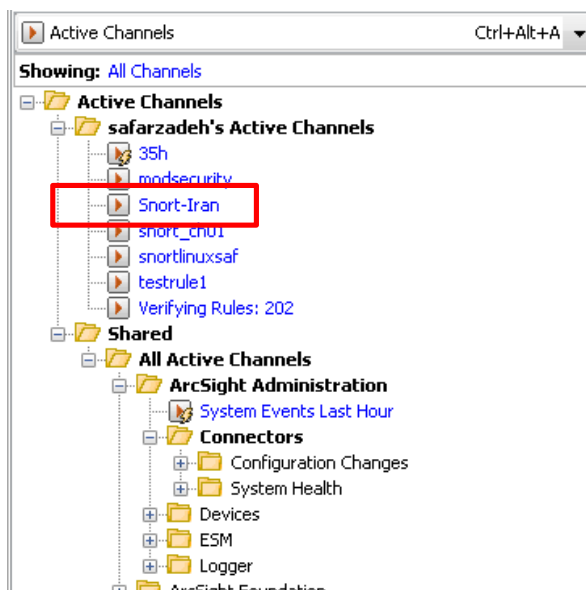 Active Channels Ctrl+Alt+A
Showing: All Channels
Active Channels
safarzadeh's Active Channels
35h
modsecurity
Snort-Iran
snort_ch01
snortlinuxsaf
testrule1
Verifying Rules: 202
Shared
All Active Channels
ArcSight Administration
System Events Last Hour
Connectors
Configuration Changes
System Health
Devices
ESM
Logger
ArcSight Foundation